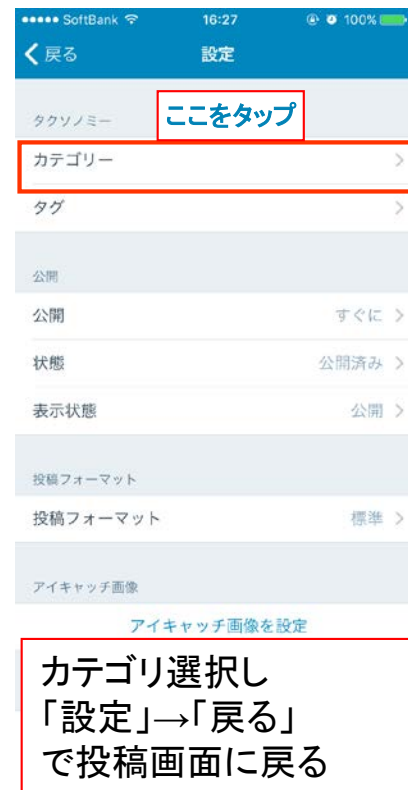 SoftBank 16:27 100%
戻る 設定
タクソノミー
ここをタップ
カテゴリー
タグ
公開
公開 すぐに
状態 公開済み
表示状態 公開
投稿フォーマット
投稿フォーマット 標準
アイキャッチ画像
アイキャッチ画像を設定
カテゴリ選択し
「設定」→「戻る」
で投稿画面に戻る